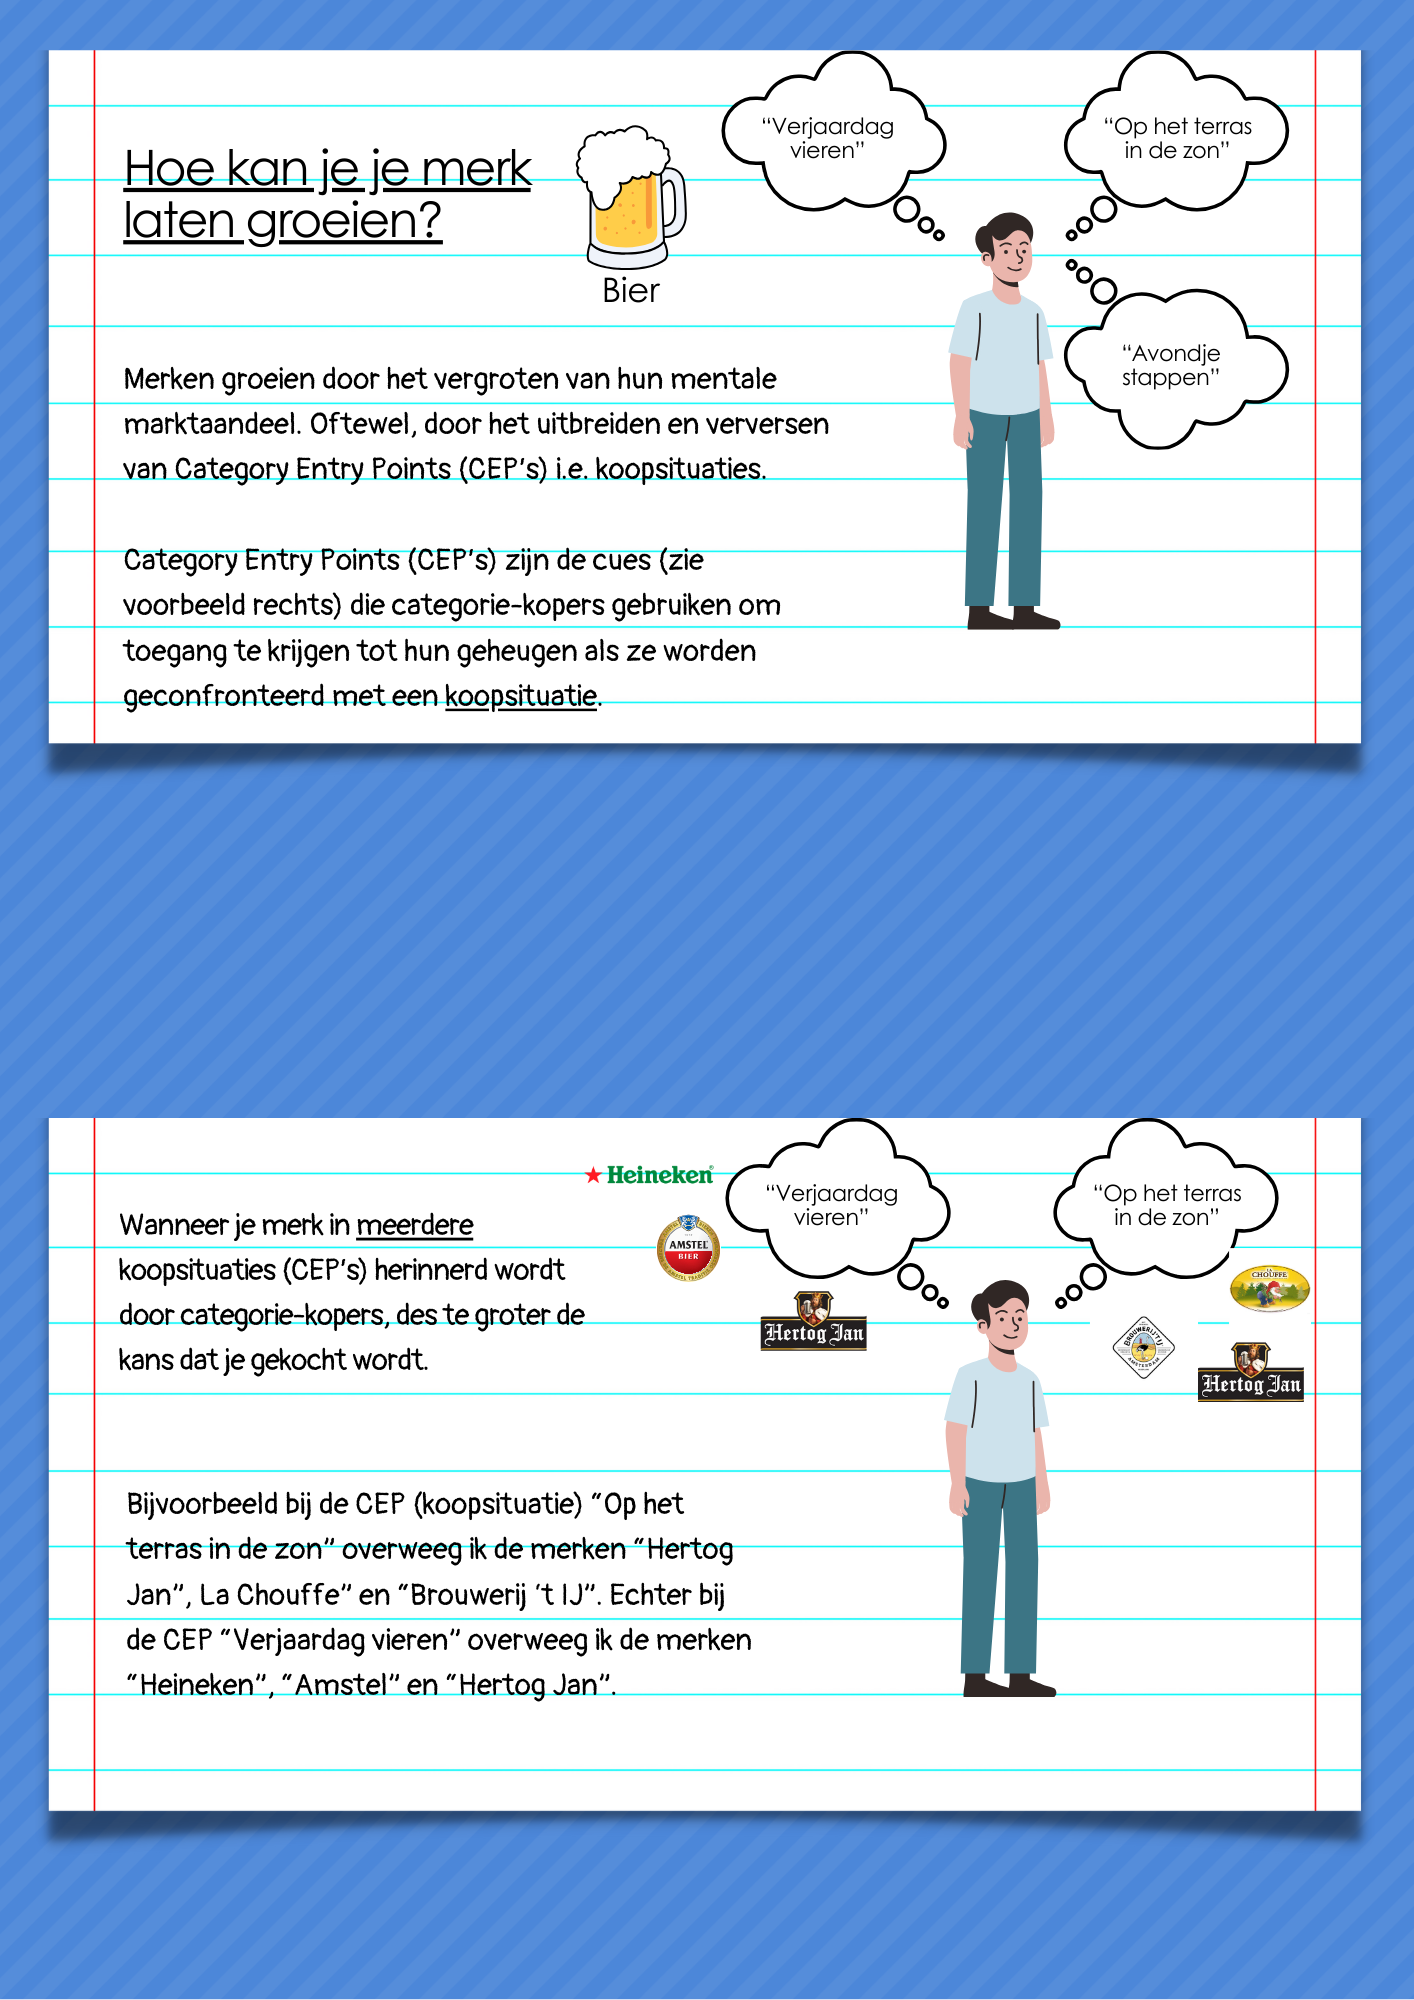 Hoe kan je je merk
laten groeien?
Bier
“Verjaardag
vieren”
“Op het terras
in de zon”
“Avondje
stappen”
Merken groeien door het vergroten van hun mentale
marktaandeel. Oftewel, door het uitbreiden en verversen
van Category Entry Points (CEP's) i.e. koopsituaties.
Category Entry Points (CEP's) zijn de cues (zie
voorbeeld rechts) die categorie-kopers gebruiken om
toegang te krijgen tot hun geheugen als ze worden
geconfronteerd met een koopsituatie.
Heineken
AMSTEL
BIER
Hertog Jan
“Verjaardag
vieren”
“Op het terras
in de zon”
CHOUFFE
BROUWERIJ 'T IJ
AMSTERDAM
Hertog Jan
Wanneer je merk in meerdere
koopsituaties (CEP's) herinnerd wordt
door categorie-kopers, des te groter de
kans dat je gekocht wordt.
Bijvoorbeeld bij de CEP (koopsituatie) “Op het
terras in de zon” overweeg ik de merken “Hertog
Jan”, La Chouffe” en “Brouwerij ‘t IJ”. Echter bij
de CEP “Verjaardag vieren” overweeg ik de merken
“Heineken”, “Amstel” en “Hertog Jan”.